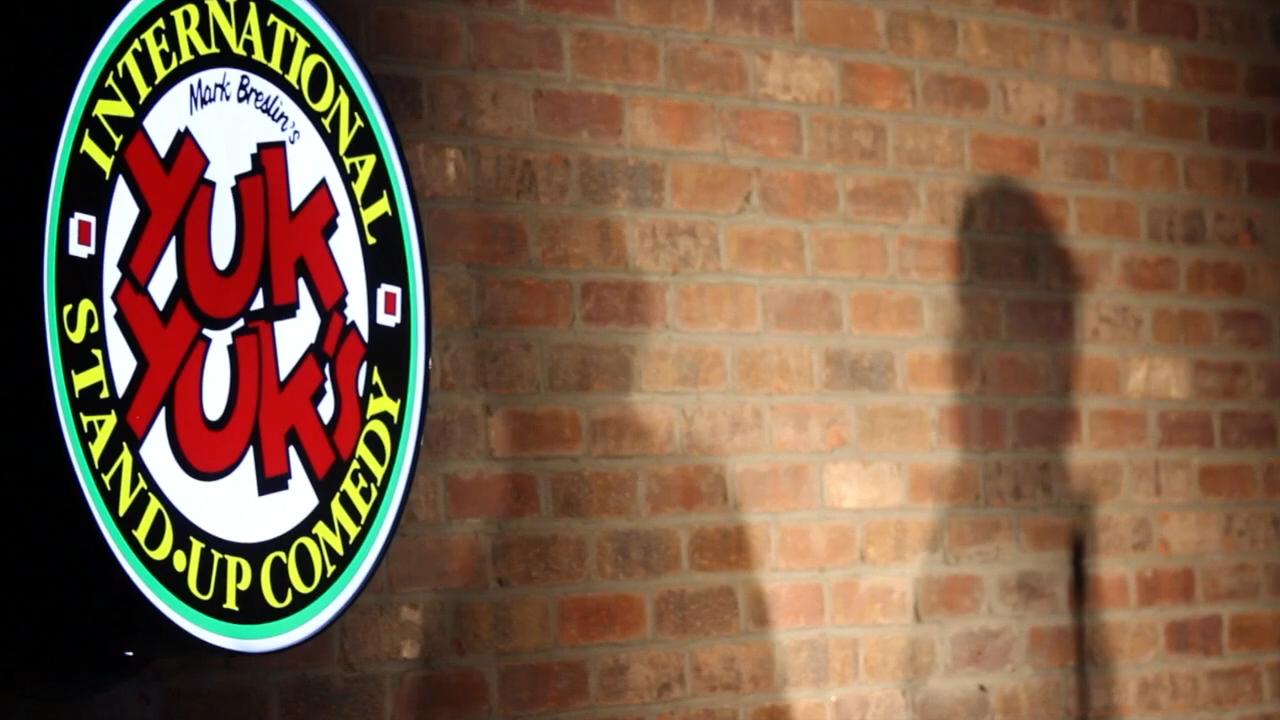 INTERNATIONAL
Mark Breslin's
YUK
YUK'S
STAND·UP COMEDY